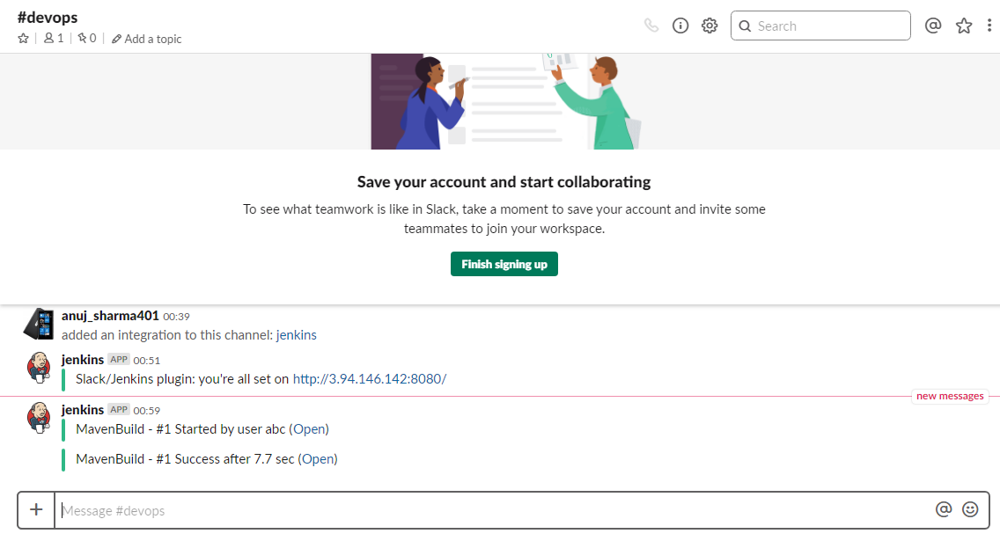 #devops
1
0
Add a topic
Search
Save your account and start collaborating
To see what teamwork is like in Slack, take a moment to save your account and invite some
teammates to join your workspace.
Finish signing up
anuj_sharma401 00:39
added an integration to this channel: jenkins
jenkins APP 00:51
Slack/Jenkins plugin: you're all set on http://3.94.146.142:8080/
new messages
jenkins APP 00:59
MavenBuild - #1 Started by user abc (Open)
MavenBuild - #1 Success after 7.7 sec (Open)
Message #devops